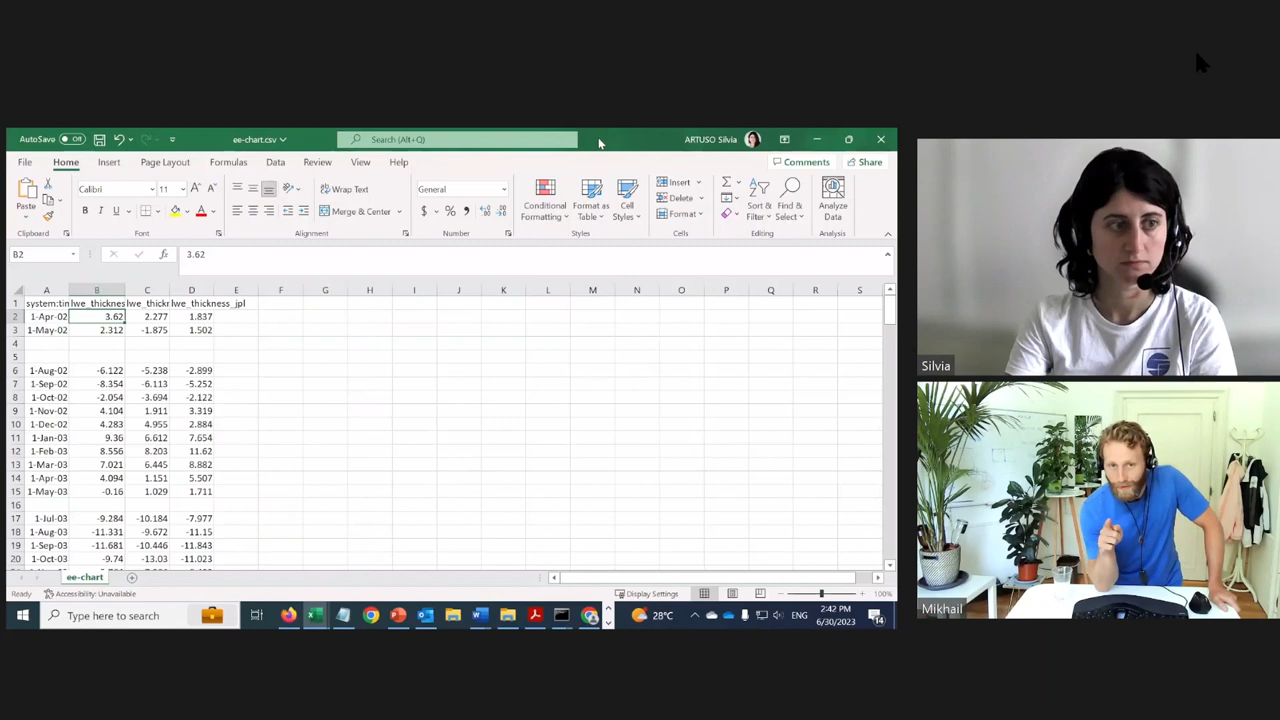 AutoSave Off ee-chart.csv Search (Alt+Q) ARTUSO Silvia
File Home Insert Page Layout Formulas Data Review View Help Comments Share
Paste Calibri 11 Wrap Text General Conditional Formatting Format as Table Cell Styles Insert Sort & Filter Find & Select Analyze Data
B U Merge & Center $ % Delete
Format
Clipboard Font Alignment Number Styles Cells Editing Analysis
B2 fx 3.62
A B C D E F G H I J K L M N O P Q R S
1 system:tin lwe_thicknes lwe_thickr lwe_thickness_jpl
2 1-Apr-02 3.62 2.277 1.837
3 1-May-02 2.312 -1.875 1.502
4
5
6 1-Aug-02 -6.122 -5.238 -2.899
7 1-Sep-02 -8.354 -6.113 -5.252
8 1-Oct-02 -2.054 -3.694 -2.122
9 1-Nov-02 4.104 1.911 3.319
10 1-Dec-02 4.283 4.955 2.884
11 1-Jan-03 9.36 6.612 7.654
12 1-Feb-03 8.556 8.203 11.62
13 1-Mar-03 7.021 6.445 8.882
14 1-Apr-03 4.094 1.151 5.507
15 1-May-03 -0.16 1.029 1.711
16
17 1-Jul-03 -9.284 -10.184 -7.977
18 1-Aug-03 -11.331 -9.672 -11.15
19 1-Sep-03 -11.681 -10.446 -11.843
20 1-Oct-03 -9.74 -13.03 -11.023
ee-chart
Ready Accessibility: Unavailable Display Settings 100%
Type here to search 28°C ENG 2:42 PM
6/30/2023 14
Silvia
Mikhail